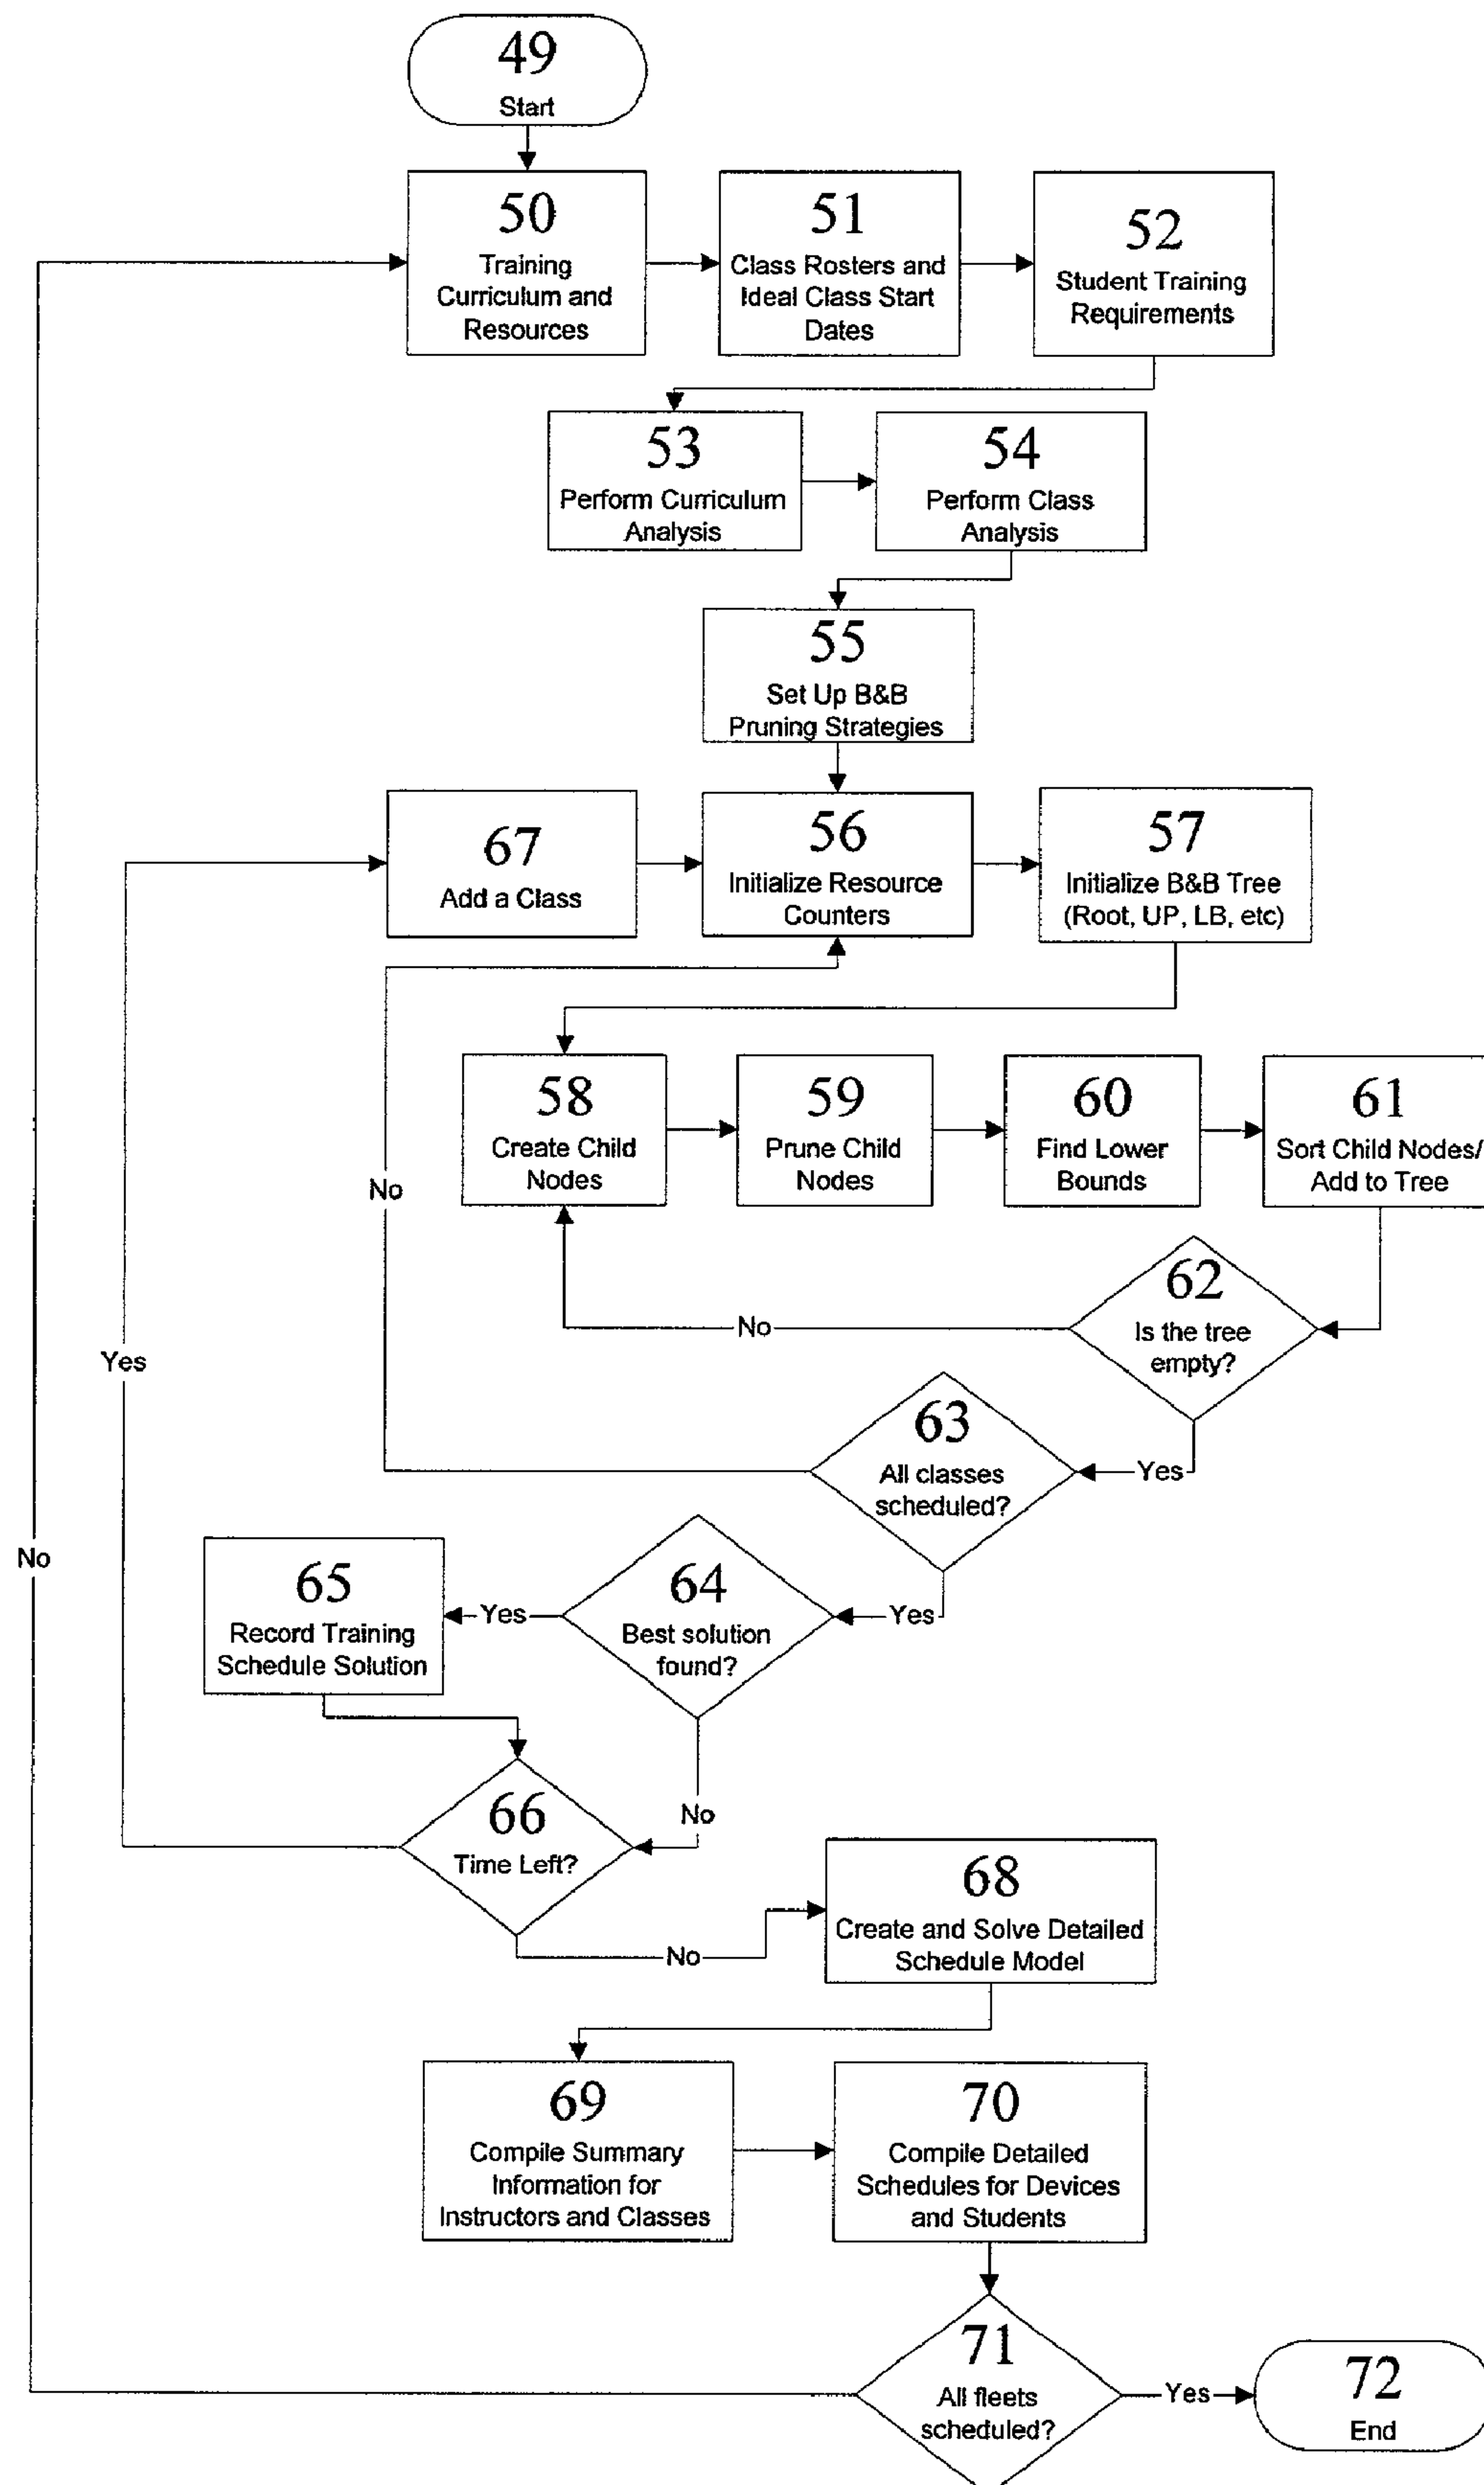 49
Start
50
Training
Curriculum and
Resources
51
Class Rosters and
Ideal Class Start
Dates
52
Student Training
Requirements
53
Perform Curriculum
Analysis
54
Perform Class
Analysis
55
Set Up B&B
Pruning Strategies
67
Add a Class
56
Initialize Resource
Counters
57
Initialize B&B Tree
(Root, UP, LB, etc)
58
Create Child
Nodes
59
Prune Child
Nodes
60
Find Lower
Bounds
61
Sort Child Nodes/
Add to Tree
No
62
Is the tree
empty?
No
Yes
63
All classes
scheduled?
Yes
No
65
Record Training
Schedule Solution
Yes
64
Best solution
found?
Yes
66
Time Left?
No
68
Create and Solve Detailed
Schedule Model
No
69
Compile Summary
Information for
Instructors and Classes
70
Compile Detailed
Schedules for Devices
and Students
71
All fleets
scheduled?
Yes
72
End